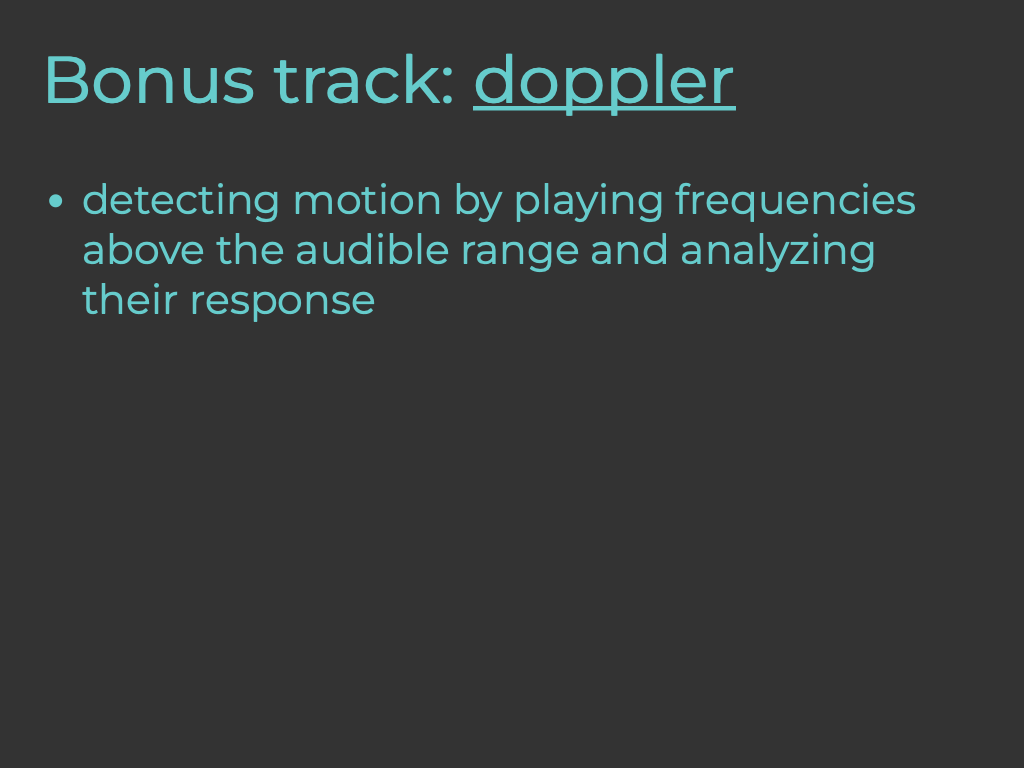 Bonus track: doppler
• detecting motion by playing frequencies
above the audible range and analyzing
their response